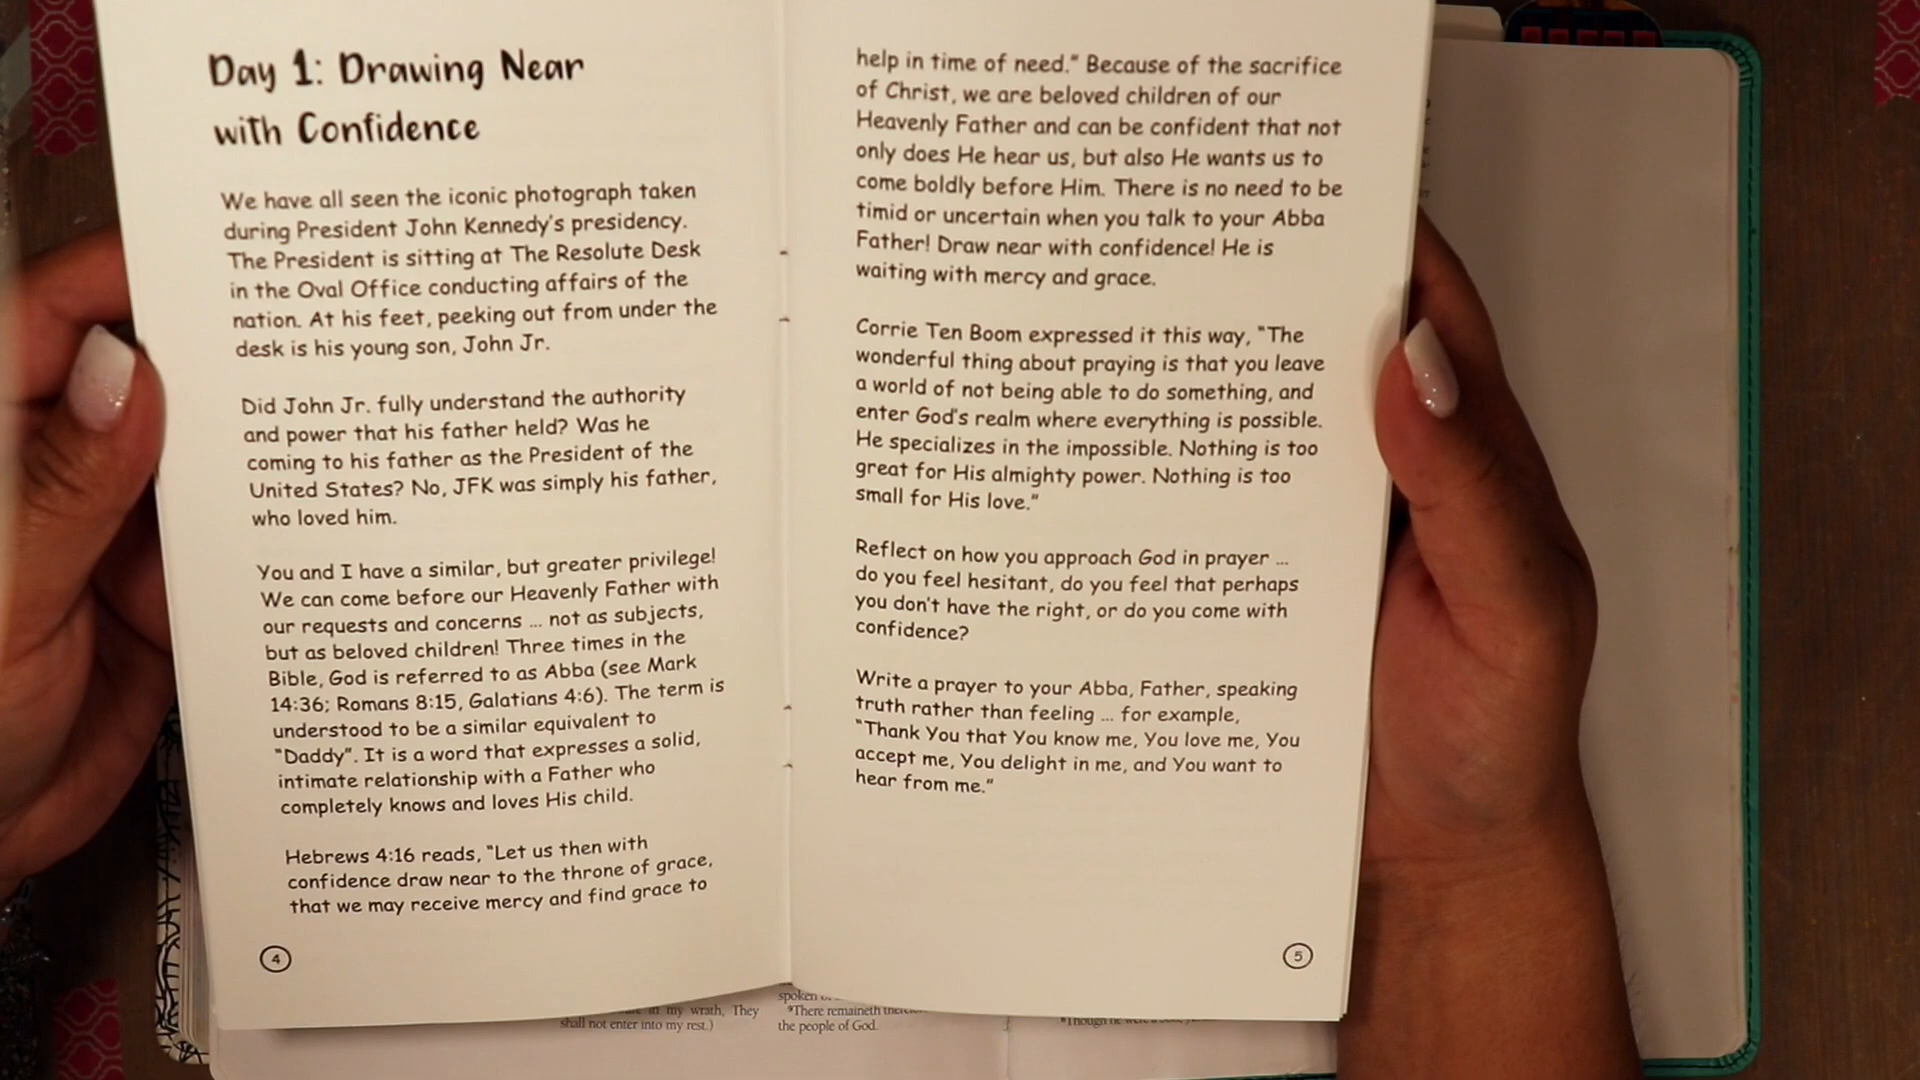 Day 1: Drawing Near
with Confidence
We have all seen the iconic photograph taken
during President John Kennedy's presidency.
The President is sitting at The Resolute Desk
in the Oval Office conducting affairs of the
nation. At his feet, peeking out from under the
desk is his young son, John Jr.
Did John Jr. fully understand the authority
and power that his father held? Was he
coming to his father as the President of the
United States? No, JFK was simply his father,
who loved him.
You and I have a similar, but greater privilege!
We can come before our Heavenly Father with
our requests and concerns ... not as subjects,
but as beloved children! Three times in the
Bible, God is referred to as Abba (see Mark
14:36; Romans 8:15, Galatians 4:6). The term is
understood to be a similar equivalent to
"Daddy". It is a word that expresses a solid,
intimate relationship with a Father who
completely knows and loves His child.
Hebrews 4:16 reads, "Let us then with
confidence draw near to the throne of grace,
that we may receive mercy and find grace to
4
help in time of need." Because of the sacrifice
of Christ, we are beloved children of our
Heavenly Father and can be confident that not
only does He hear us, but also He wants us to
come boldly before Him. There is no need to be
timid or uncertain when you talk to your Abba
Father! Draw near with confidence! He is
waiting with mercy and grace.
Corrie Ten Boom expressed it this way, "The
wonderful thing about praying is that you leave
a world of not being able to do something, and
enter God's realm where everything is possible.
He specializes in the impossible. Nothing is too
great for His almighty power. Nothing is too
small for His love."
Reflect on how you approach God in prayer ...
do you feel hesitant, do you feel that perhaps
you don't have the right, or do you come with
confidence?
Write a prayer to your Abba, Father, speaking
truth rather than feeling ... for example,
"Thank You that You know me, You love me, You
accept me, You delight in me, and You want to
hear from me."
5
in my wrath, They
shall not enter into my rest.)
spoken
There remaineth
the people of God.